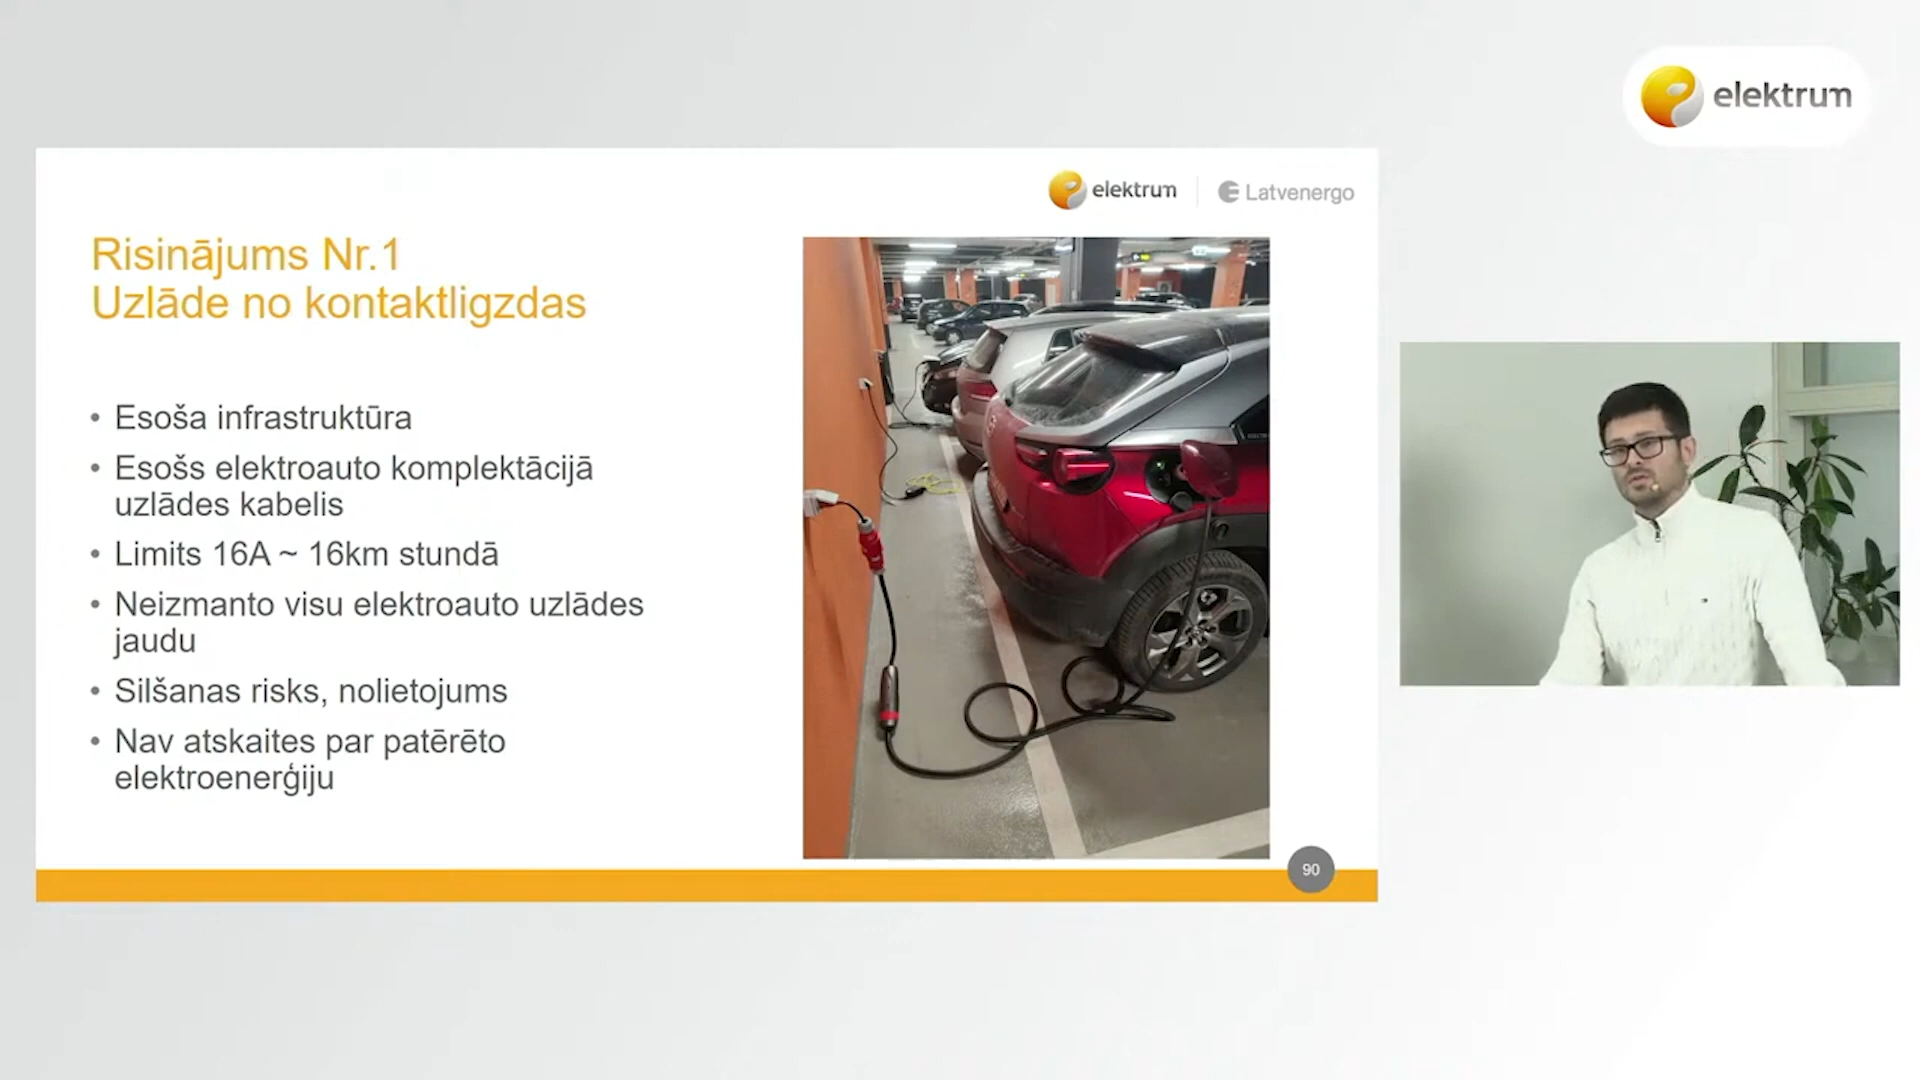 elektrum
elektrum
Latvenergo
Risinājums Nr.1
Uzlāde no kontaktligzdas
• Esoša infrastruktūra
• Esošs elektroauto komplektācijā
uzlādes kabelis
• Limits 16A ~ 16km stundā
• Neizmanto visu elektroauto uzlādes
jaudu
• Silšanas risks, nolietojums
• Nav atskaites par patērēto
elektroenerģiju
90